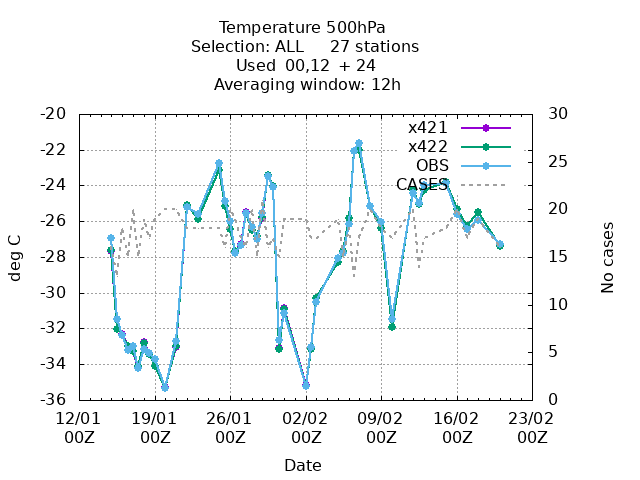 Temperature 500hPa
Selection: ALL 27 stations
Used 00,12 + 24
Averaging window: 12h
-20 30
x421
x422
-22 25
OBS
-24
CASES
20
-26
-28 15
-30
10
-32
5
-34
-36 0
deg C
No cases
12/01 19/01 26/01 02/02 09/02 16/02 23/02
00Z 00Z 00Z 00Z 00Z 00Z 00Z
Date